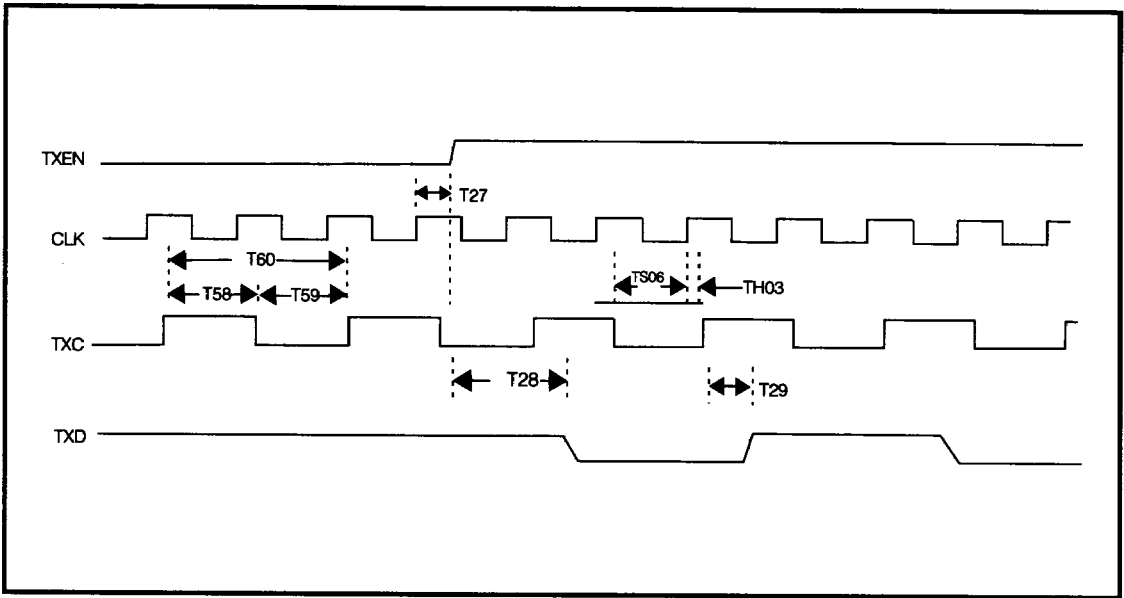 TXEN
T27
CLK
T60
TS06
T58
T59
TH03
TXC
T28
T29
TXD